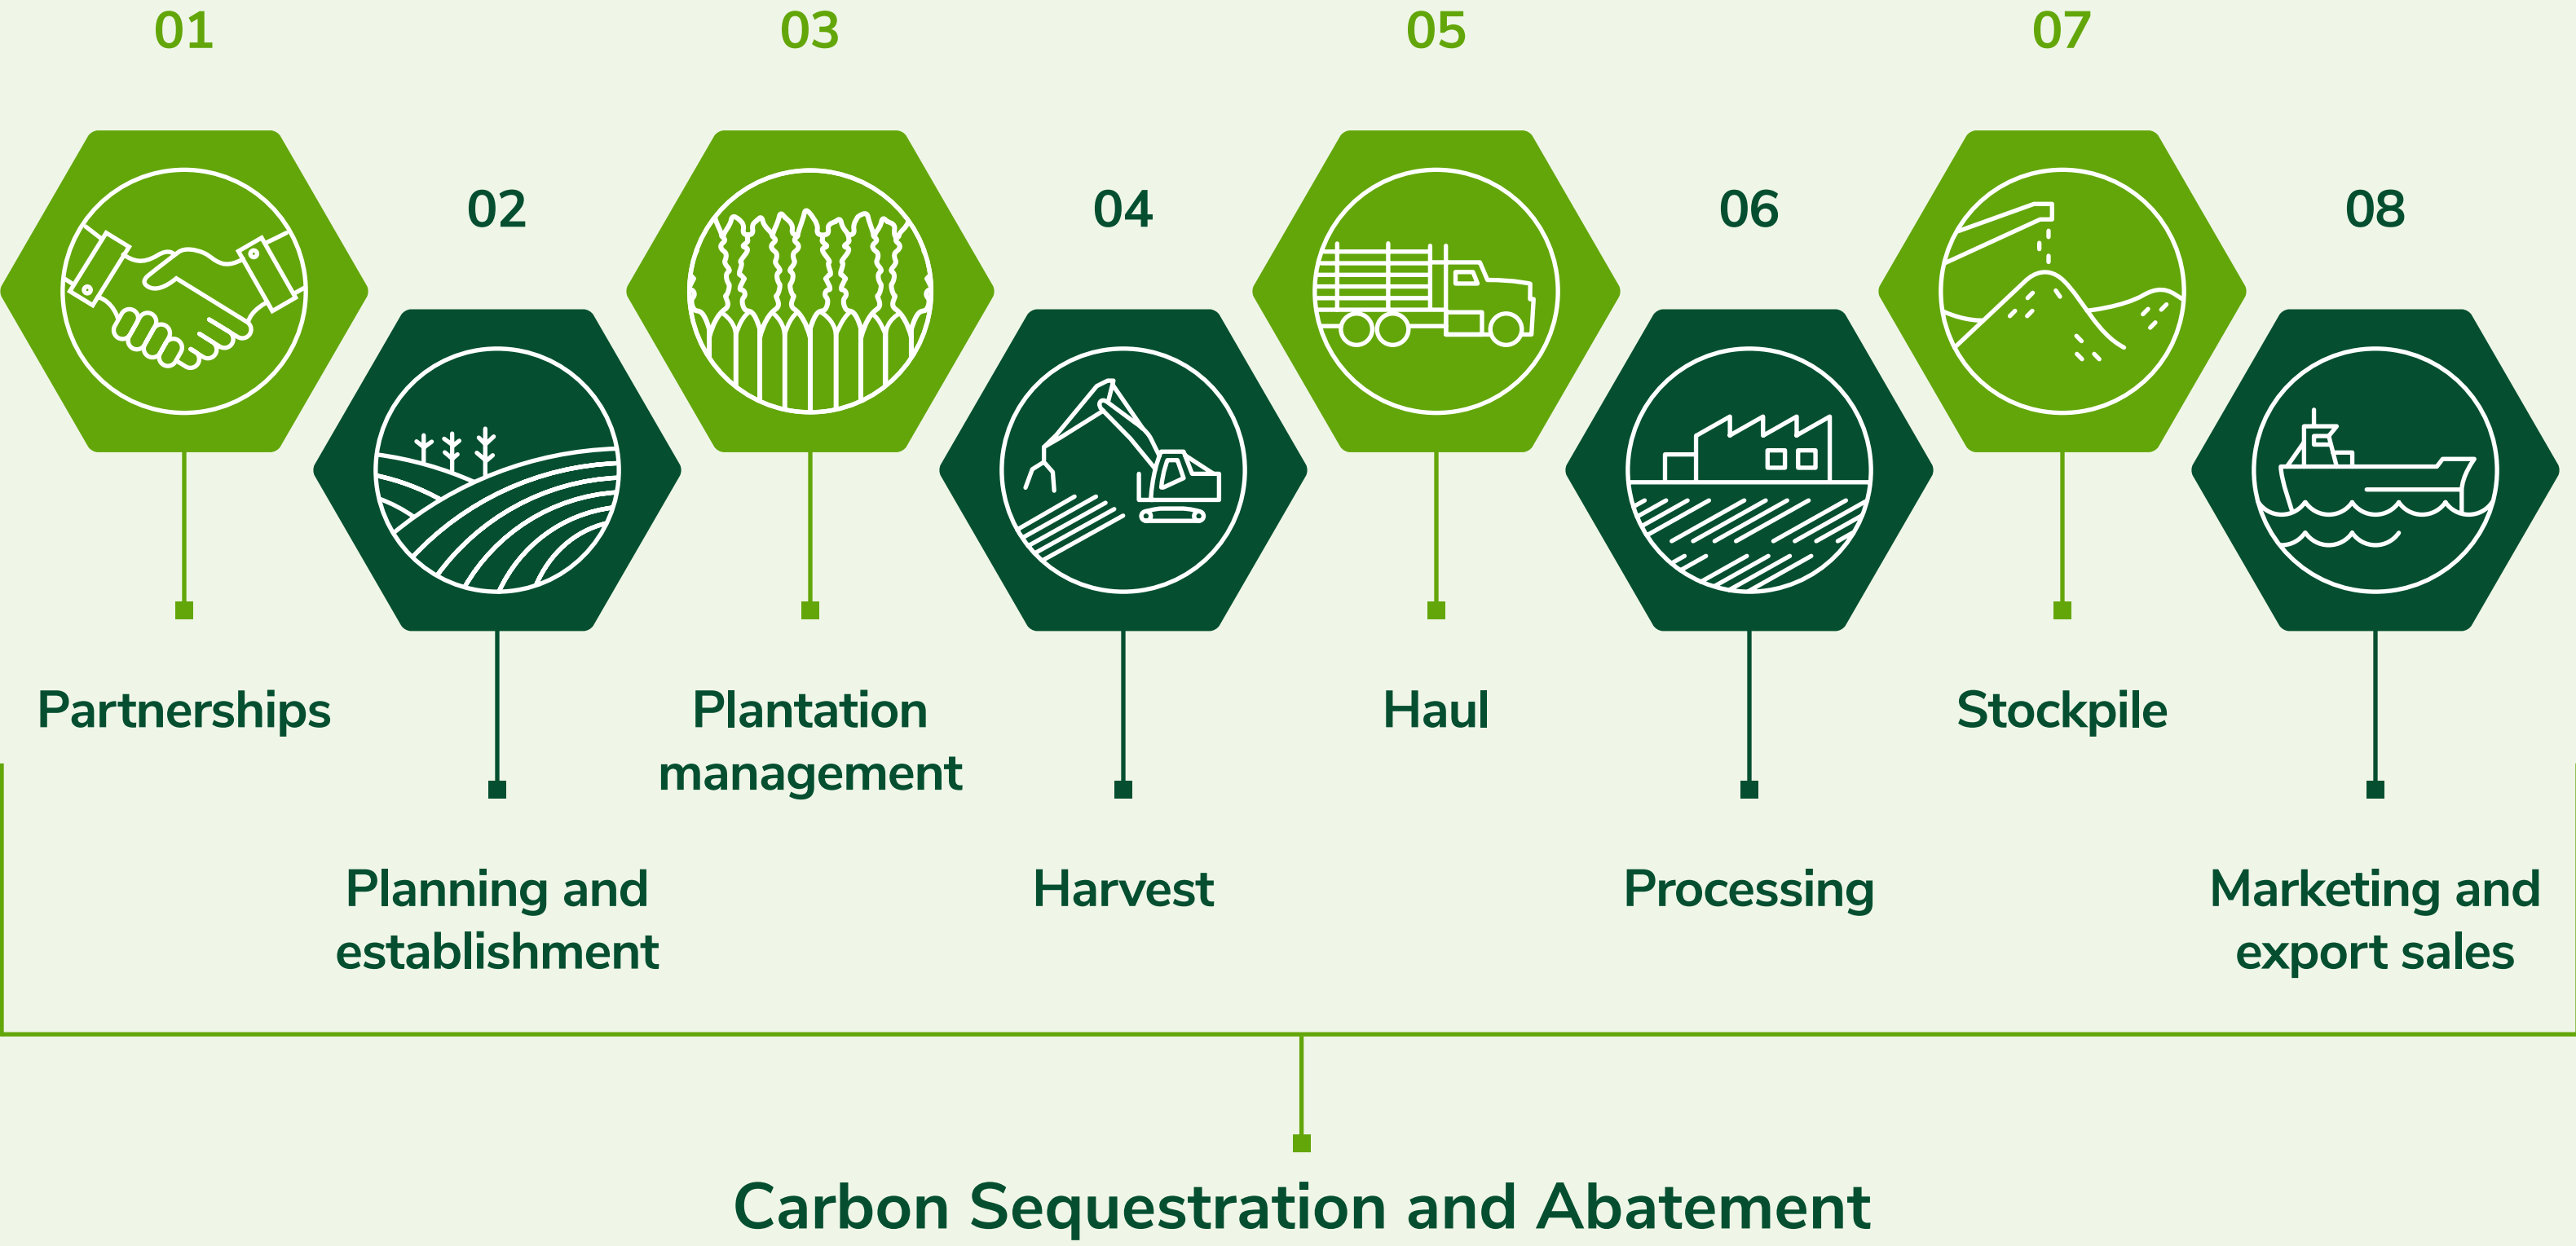 01
Partnerships
02
Planning and
establishment
03
Plantation
management
04
Harvest
05
Haul
06
Processing
07
Stockpile
08
Marketing and
export sales
Carbon Sequestration and Abatement